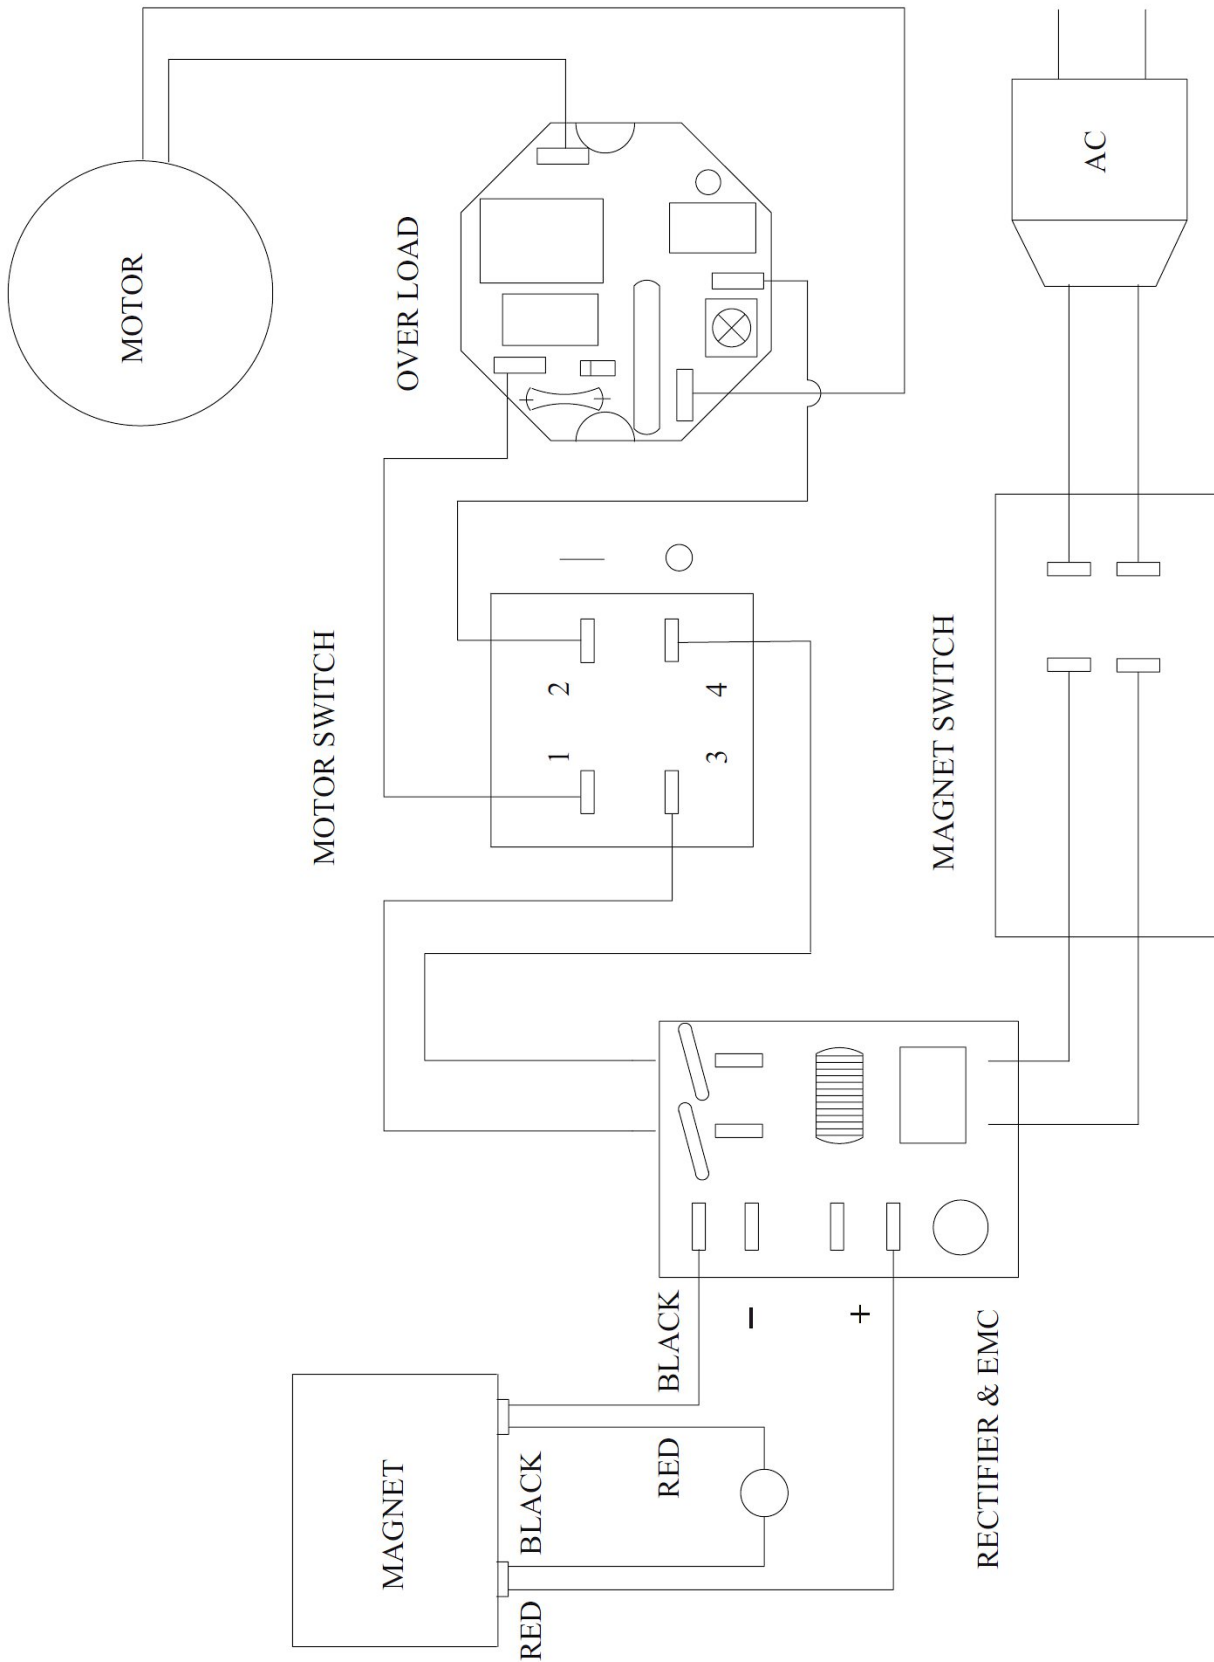 MOTOR
OVER LOAD
AC
MOTOR SWITCH
1
2
3
4
MAGNET SWITCH
MAGNET
RED
BLACK
RED
BLACK
−
+
RECTIFIER & EMC